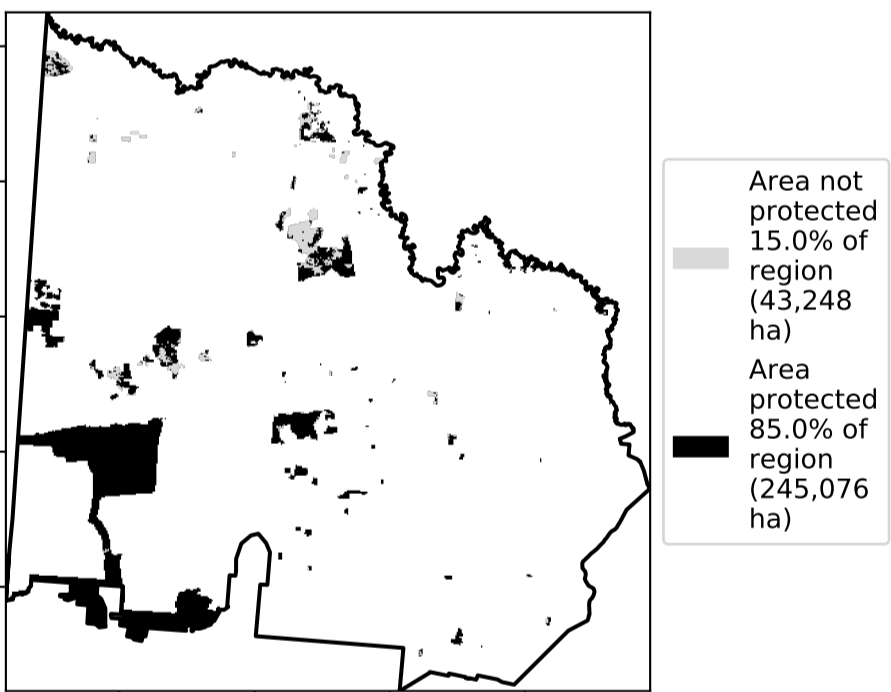 Area not
protected
15.0% of
region
(43,248
ha)
Area
protected
85.0% of
region
(245,076
ha)